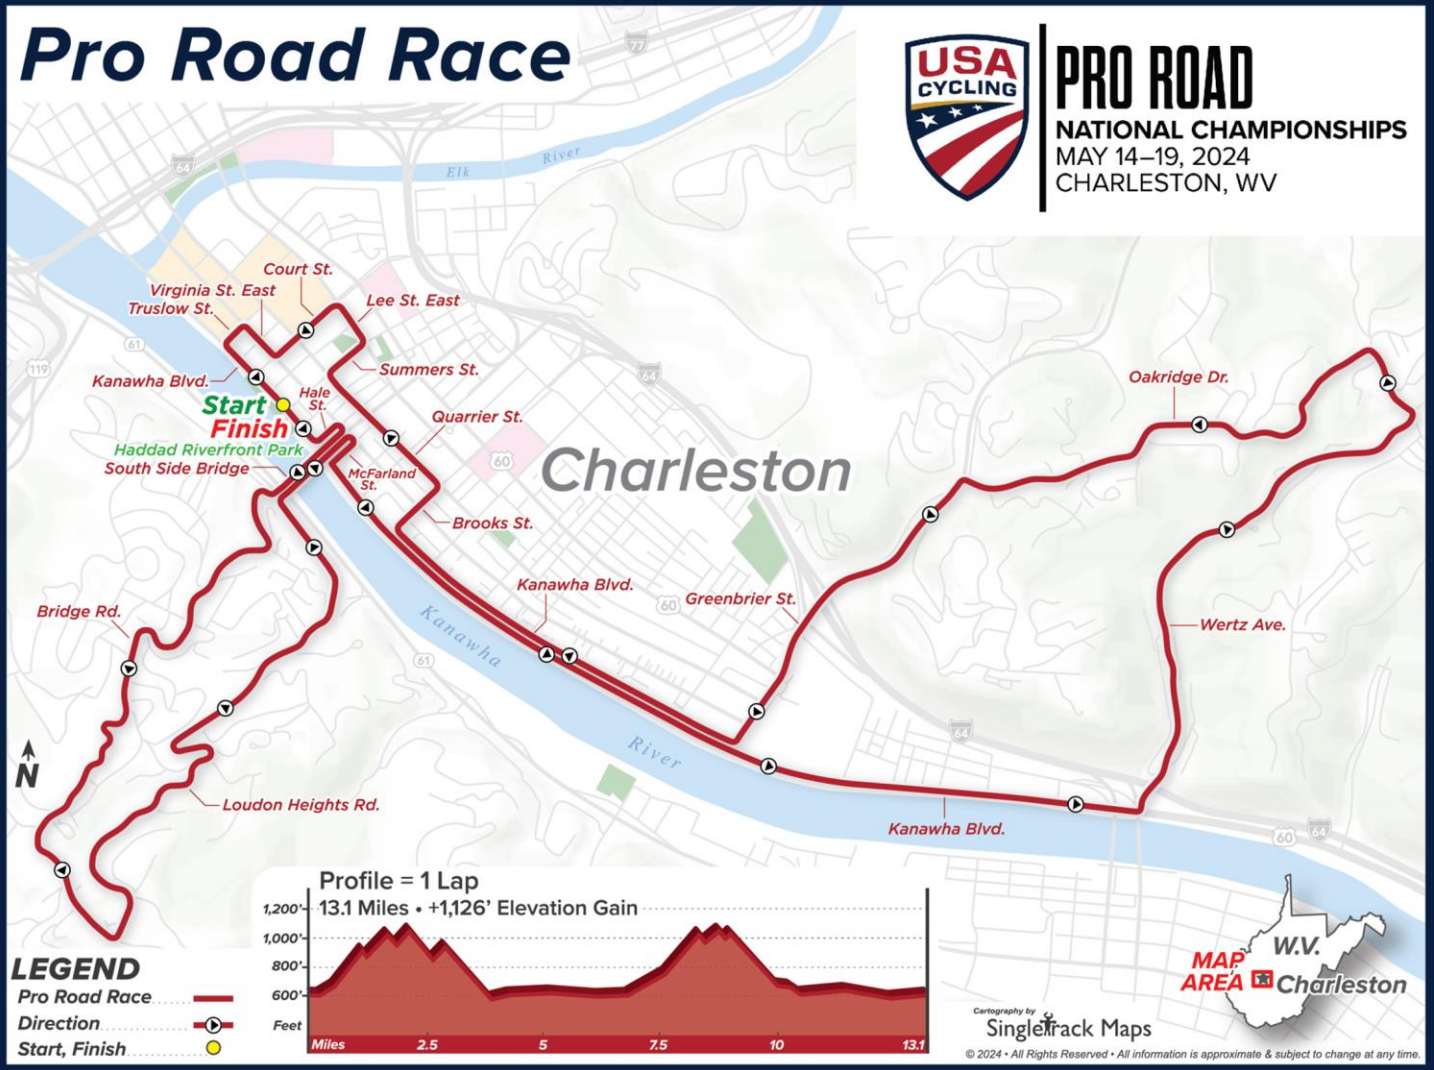 Pro Road Race
USA
CYCLING
PRO ROAD
NATIONAL CHAMPIONSHIPS
MAY 14–19, 2024
CHARLESTON, WV
77
64
Elk River
Court St.
Virginia St. East
Truslow St.
Lee St. East
61
119
Kanawha Blvd.
Summers St.
64
Oakridge Dr.
Hale
St.
Start
Finish
Quarrier St.
Haddad Riverfront Park
South Side Bridge
McFarland
St.
60
Charleston
Brooks St.
Kanawha Blvd.
60
Greenbrier St.
Bridge Rd.
Wertz Ave.
Kanawha
61
River
64
N
Loudon Heights Rd.
Kanawha Blvd.
60
64
Profile = 1 Lap
13.1 Miles • +1,126' Elevation Gain
1,200'
1,000'
800'
600'
Feet
Miles
2.5
5
7.5
10
13.1
LEGEND
Pro Road Race
Direction
Start, Finish
W.V.
MAP
AREA
Charleston
Cartography by
SingleTrack Maps
© 2024 • All Rights Reserved • All information is approximate & subject to change at any time.